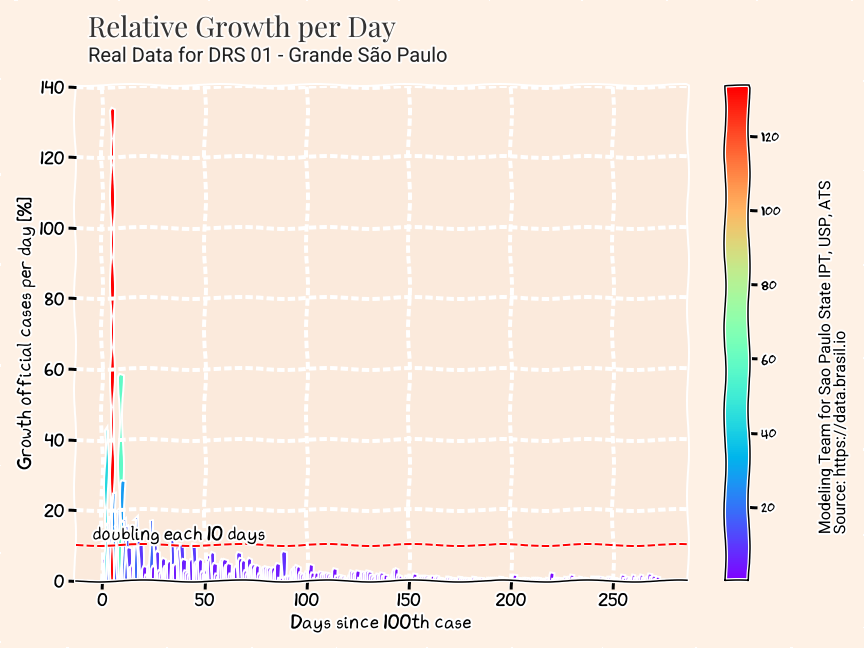 Relative Growth per Day
Real Data for DRS 01 - Grande São Paulo
Growth official cases per day [%]
140
120
100
80
60
40
20
0
doubling each 10 days
0 50 100 150 200 250
Days since 100th case
120
100
80
60
40
20
Modeling Team for Sao Paulo State IPT, USP, ATS
Source: https://data.brasil.io